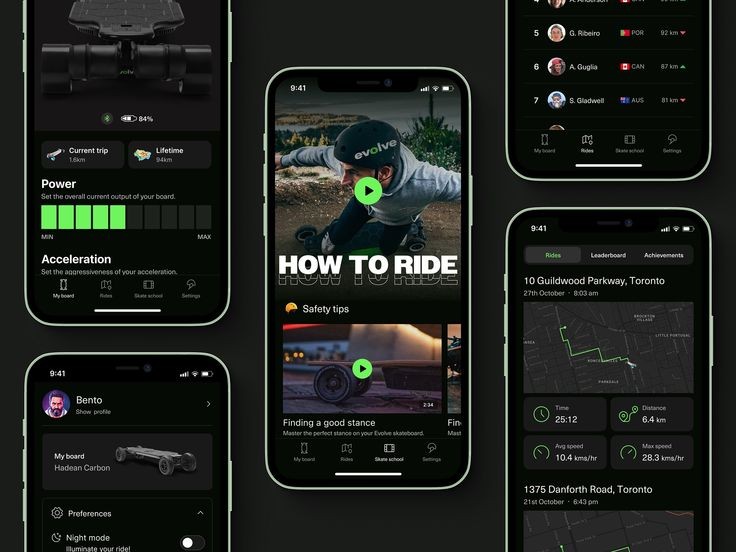 evolve
84%
Current trip
1.6km
Lifetime
94km
Power
Set the overall current output of your board.
MIN
MAX
Acceleration
Set the aggressiveness of your acceleration.
My board
Rides
Skate school
Settings
9:41
Bento
Show profile
My board
Hadean Carbon
Preferences
Night mode
Illuminate your ride!
9:41
evolve
HOW TO RIDE
HOW TO RIDE
Safety tips
2:34
Finding a good stance
Master the perfect stance on your Evolve skateboard.
Fin
Lea
My board
Rides
Skate school
Settings
4
A. Anderson
5
G. Ribeiro
POR
92 km
6
A. Guglia
CAN
87 km
7
S. Gladwell
AUS
81 km
My board
Rides
Skate school
Settings
9:41
Rides
Leaderboard
Achievements
10 Guildwood Parkway, Toronto
27th October · 8:03 am
BROCKTON
VILLAGE
LITTLE PORTUGAL
PARKDALE
Time
25:12
Distance
6.4 km
Avg speed
10.4 kms/hr
Max speed
28.3 kms/hr
1375 Danforth Road, Toronto
21st October · 6:43 pm